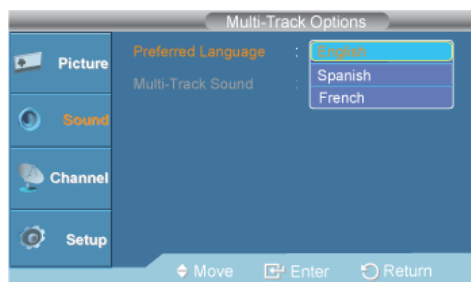 Multi-Track Options
Picture
Sound
Channel
Setup
Preferred Language : English
Spanish
French
Multi-Track Sound :
Move Enter Return